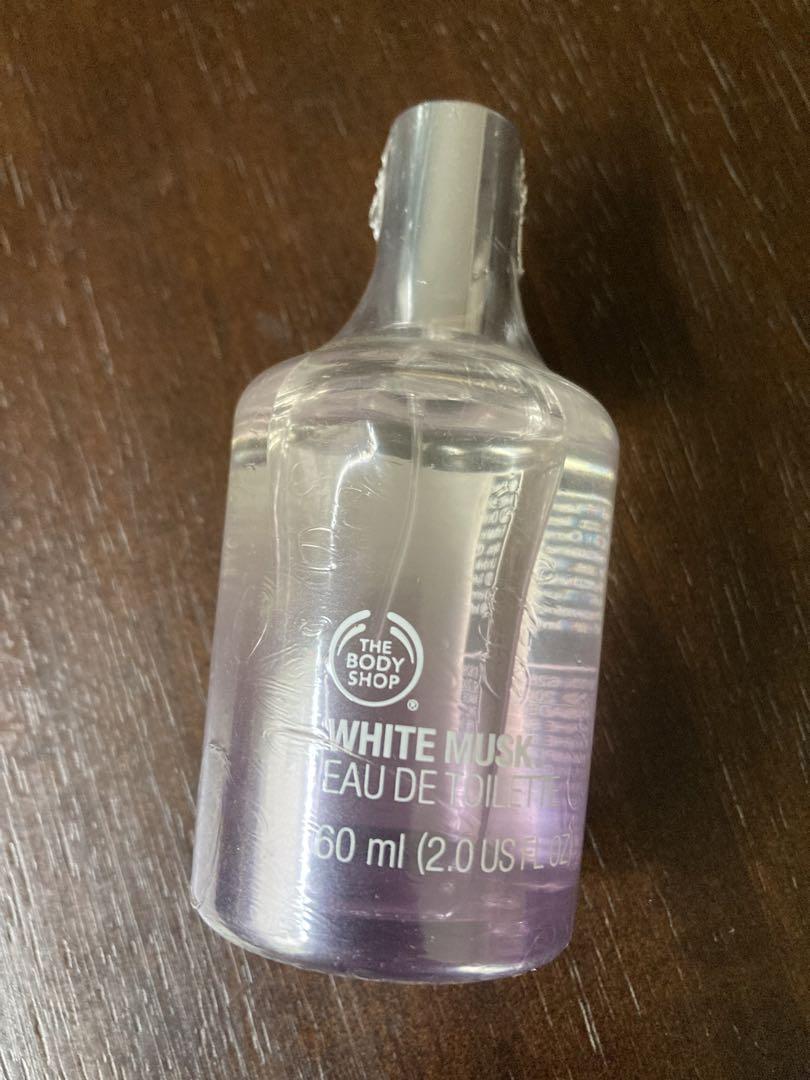 THE
BODY
SHOP
®
WHITE MUSK
EAU DE TOILETTE
60 ml (2.0 US FL OZ)